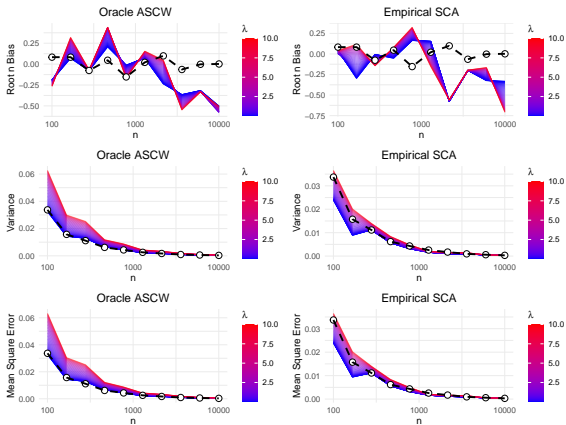 Oracle ASCW
Root n Bias
0.25
0.00
−0.25
−0.50
100
1000
10000
n
λ
10.0
7.5
5.0
2.5
Empirical SCA
Root n Bias
0.25
0.00
−0.25
−0.50
−0.75
100
1000
10000
n
λ
10.0
7.5
5.0
2.5
Oracle ASCW
Variance
0.06
0.04
0.02
0.00
100
1000
10000
n
λ
10.0
7.5
5.0
2.5
Empirical SCA
Variance
0.03
0.02
0.01
0.00
100
1000
10000
n
λ
10.0
7.5
5.0
2.5
Oracle ASCW
Mean Square Error
0.06
0.04
0.02
0.00
100
1000
10000
n
λ
10.0
7.5
5.0
2.5
Empirical SCA
Mean Square Error
0.03
0.02
0.01
0.00
100
1000
10000
n
λ
10.0
7.5
5.0
2.5